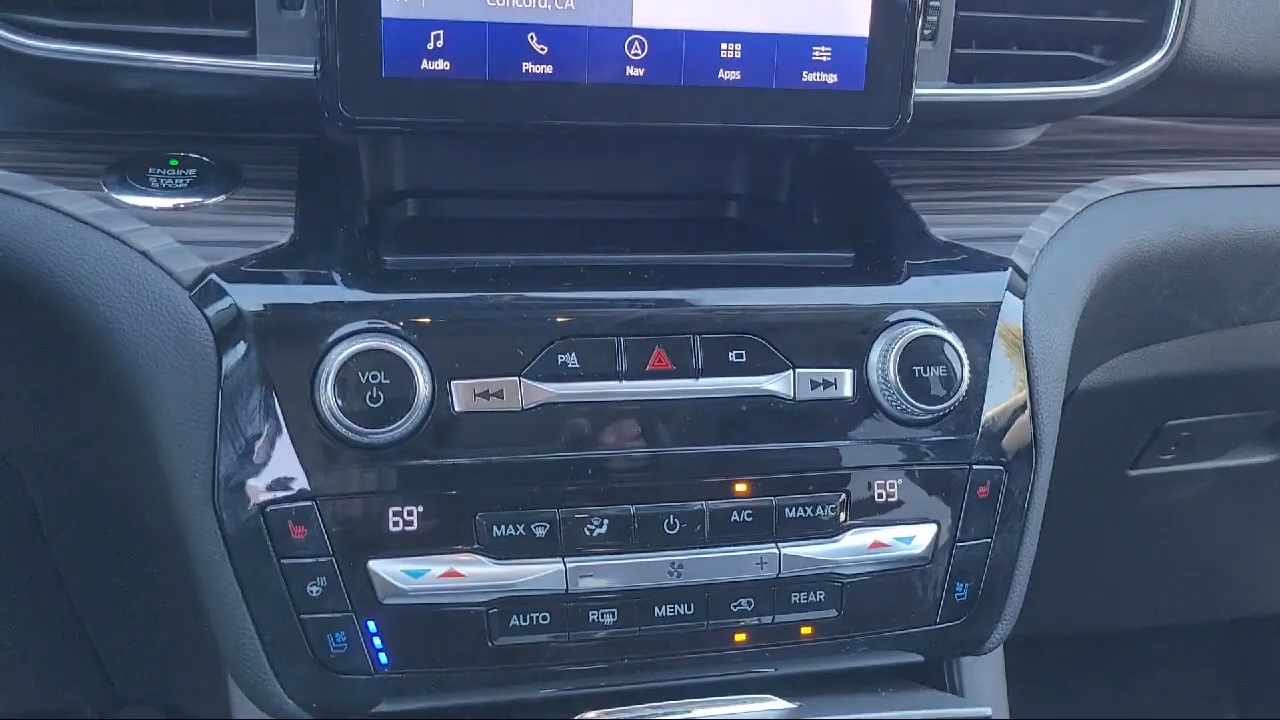 Concord, CA
Audio
Phone
Nav
Apps
Settings
ENGINE
START
STOP
VOL
TUNE
69°
69°
MAX
A/C
MAX A/C
AUTO
R
MENU
REAR